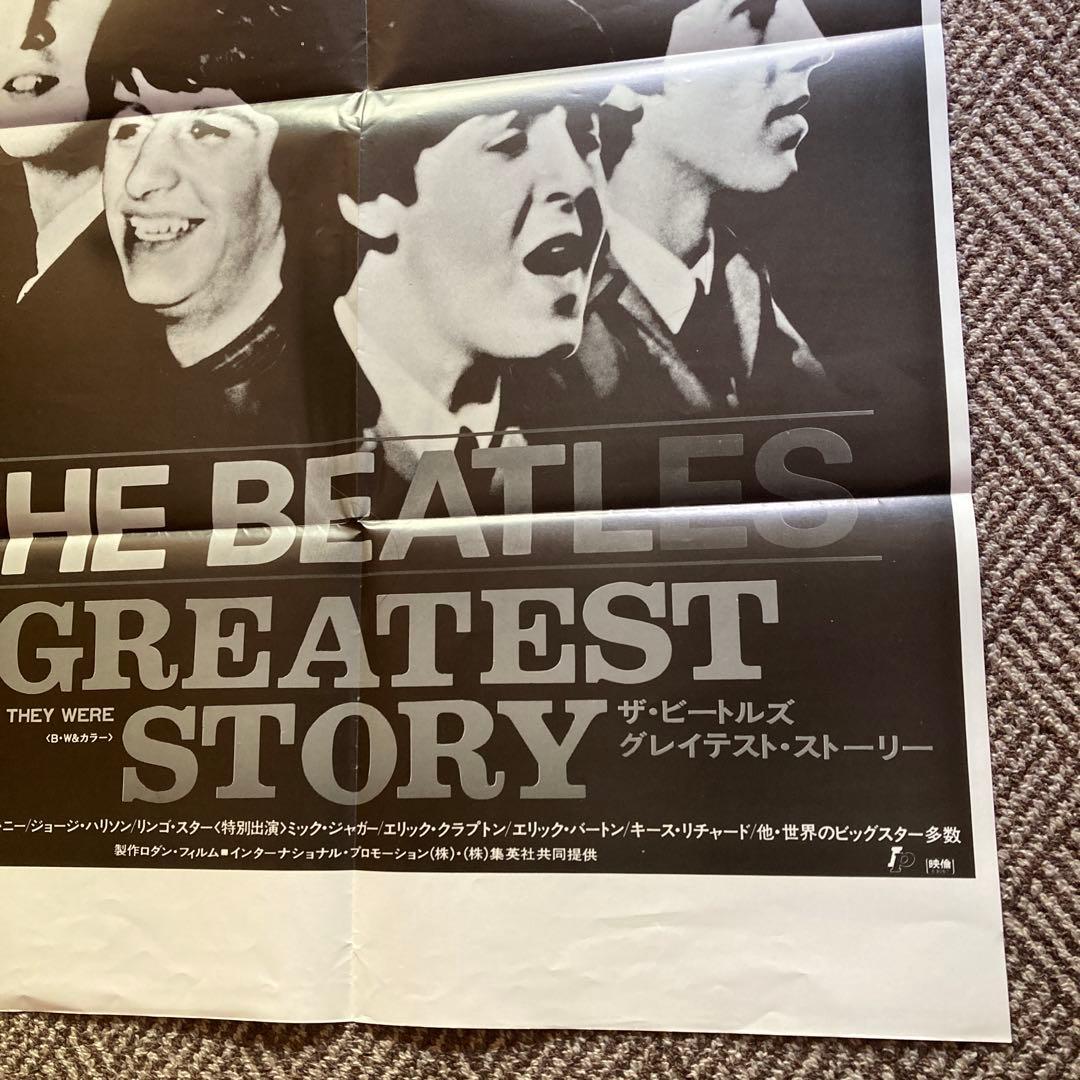 HE BEATLES
GREATEST
THEY WERE
〈B・W&カラー〉
STORY
ザ・ビートルズ
グレイテスト・ストーリー
ニー/ジョージ・ハリソン/リンゴ・スター〈特別出演〉ミック・ジャガー/エリック・クラプトン/エリック・バートン/キース・リチャード/他・世界のビッグスター多数
製作ロダン・フィルム■インターナショナル・プロモーション(株)・(株)集英社共同提供
IP [映倫]